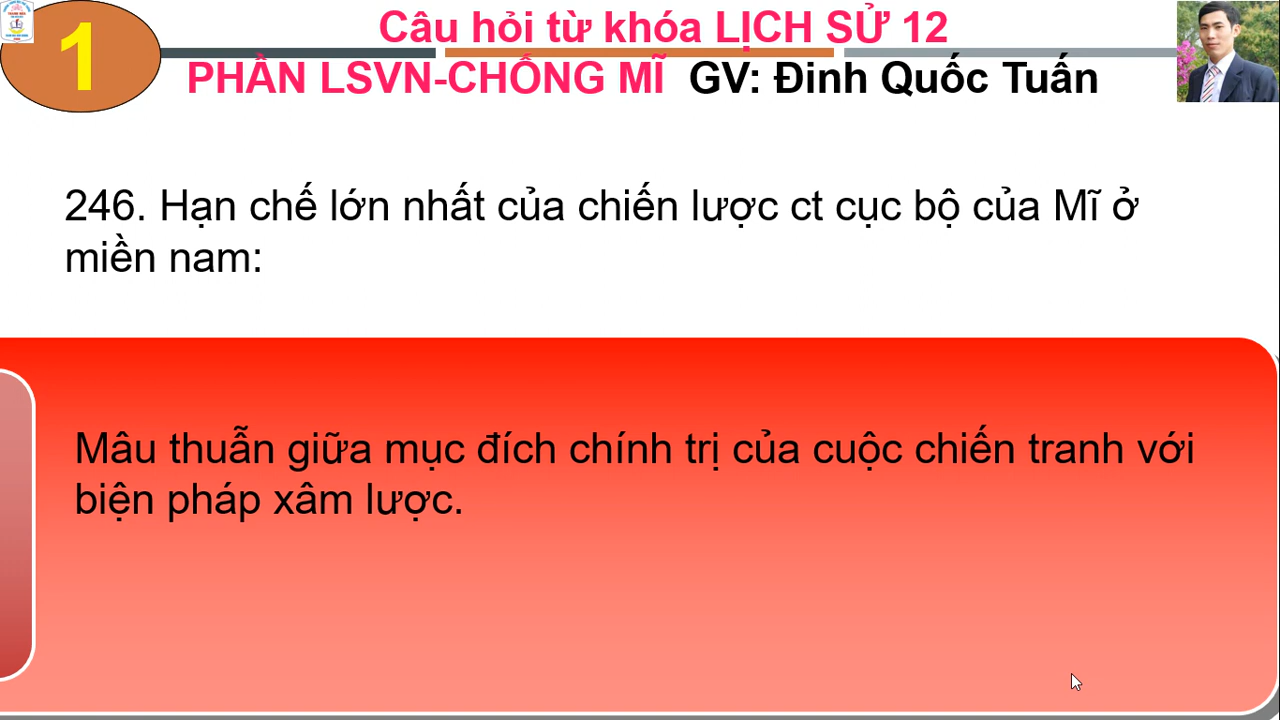 1
Câu hỏi từ khóa LỊCH SỬ 12
PHẦN LSVN-CHỐNG MĨ GV: Đinh Quốc Tuấn
246. Hạn chế lớn nhất của chiến lược ct cục bộ của Mĩ ở
miền nam:
Mâu thuẫn giữa mục đích chính trị của cuộc chiến tranh với
biện pháp xâm lược.